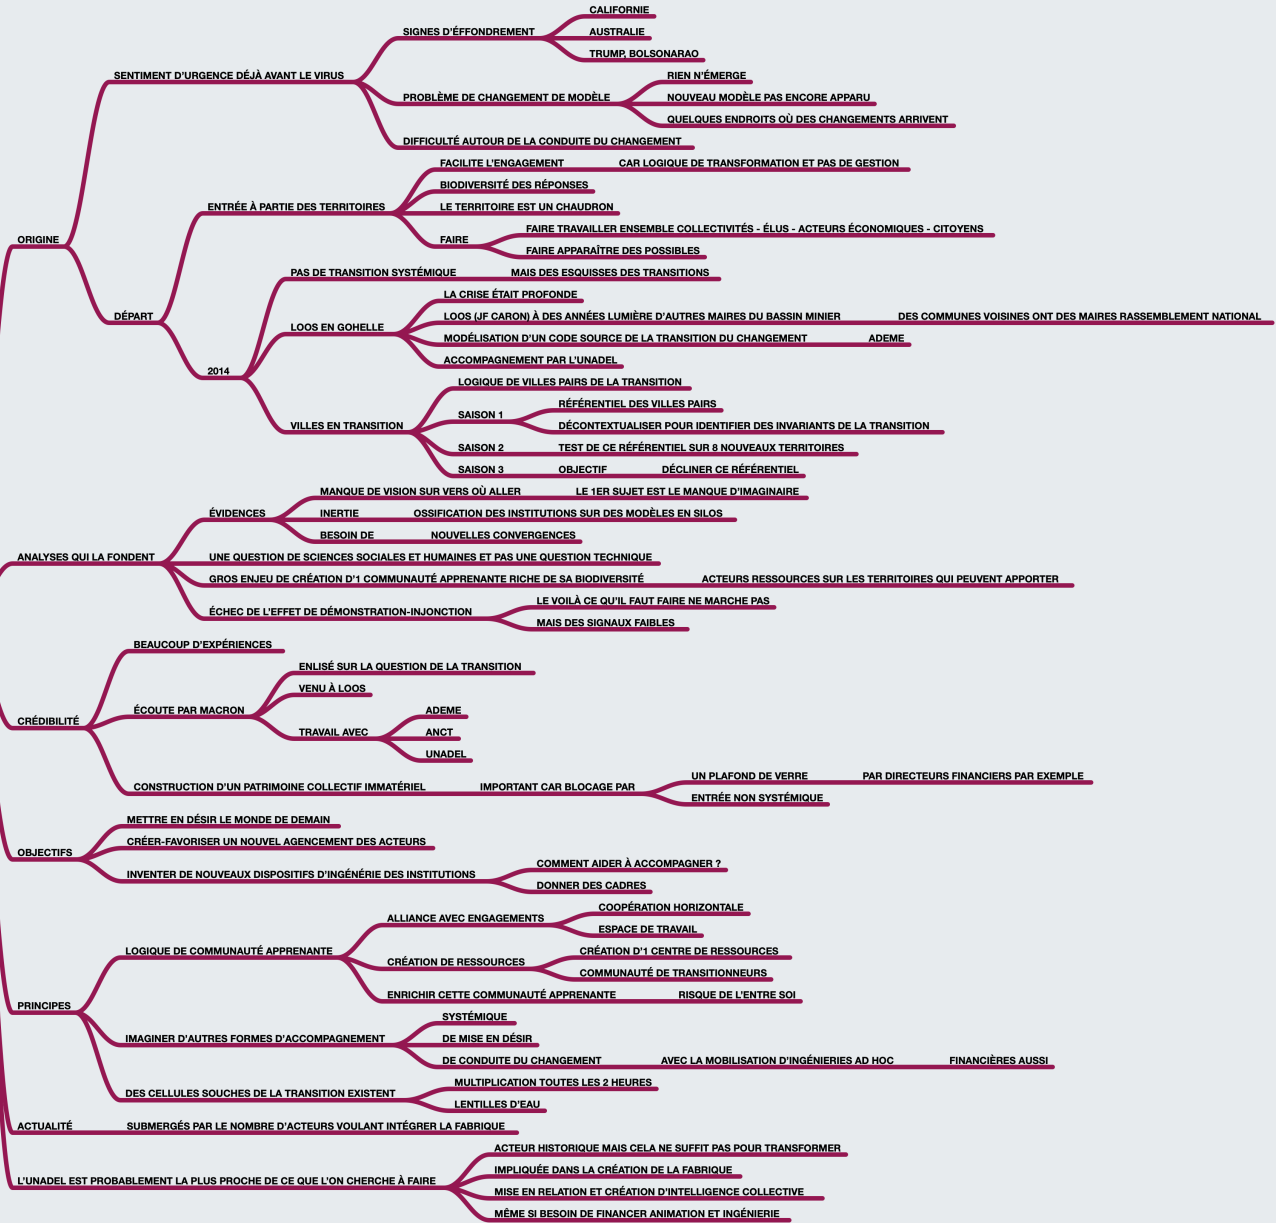 CALIFORNIE
SIGNES D'ÉFFONDREMENT
AUSTRALIE
TRUMP, BOLSONARAO
SENTIMENT D'URGENCE DÉJÀ AVANT LE VIRUS
RIEN N'ÉMERGE
PROBLÈME DE CHANGEMENT DE MODÈLE
NOUVEAU MODÈLE PAS ENCORE APPARU
QUELQUES ENDROITS OÙ DES CHANGEMENTS ARRIVENT
DIFFICULTÉ AUTOUR DE LA CONDUITE DU CHANGEMENT
FACILITE L'ENGAGEMENT
CAR LOGIQUE DE TRANSFORMATION ET PAS DE GESTION
BIODIVERSITÉ DES RÉPONSES
ENTRÉE À PARTIE DES TERRITOIRES
LE TERRITOIRE EST UN CHAUDRON
FAIRE TRAVAILLER ENSEMBLE COLLECTIVITÉS - ÉLUS - ACTEURS ÉCONOMIQUES - CITOYENS
ORIGINE
FAIRE
FAIRE APPARAÎTRE DES POSSIBLES
PAS DE TRANSITION SYSTÉMIQUE
MAIS DES ESQUISSES DES TRANSITIONS
LA CRISE ÉTAIT PROFONDE
DÉPART
LOOS (JF CARON) À DES ANNÉES LUMIÈRE D'AUTRES MAIRES DU BASSIN MINIER
DES COMMUNES VOISINES ONT DES MAIRES RASSEMBLEMENT NATIONAL
LOOS EN GOHELLE
MODÉLISATION D'UN CODE SOURCE DE LA TRANSITION DU CHANGEMENT
ADEME
ACCOMPAGNEMENT PAR L'UNADEL
2014
LOGIQUE DE VILLES PAIRS DE LA TRANSITION
RÉFÉRENTIEL DES VILLES PAIRS
SAISON 1
VILLES EN TRANSITION
DÉCONTEXTUALISER POUR IDENTIFIER DES INVARIANTS DE LA TRANSITION
SAISON 2
TEST DE CE RÉFÉRENTIEL SUR 8 NOUVEAUX TERRITOIRES
SAISON 3
OBJECTIF
DÉCLINER CE RÉFÉRENTIEL
MANQUE DE VISION SUR VERS OÙ ALLER
LE 1ER SUJET EST LE MANQUE D'IMAGINAIRE
ÉVIDENCES
INERTIE
OSSIFICATION DES INSTITUTIONS SUR DES MODÈLES EN SILOS
BESOIN DE
NOUVELLES CONVERGENCES
ANALYSES QUI LA FONDENT
UNE QUESTION DE SCIENCES SOCIALES ET HUMAINES ET PAS UNE QUESTION TECHNIQUE
GROS ENJEU DE CRÉATION D'1 COMMUNAUTÉ APPRENANTE RICHE DE SA BIODIVERSITÉ
ACTEURS RESSOURCES SUR LES TERRITOIRES QUI PEUVENT APPORTER
LE VOILÀ CE QU'IL FAUT FAIRE NE MARCHE PAS
ÉCHEC DE L'EFFET DE DÉMONSTRATION-INJONCTION
MAIS DES SIGNAUX FAIBLES
BEAUCOUP D'EXPÉRIENCES
ENLISÉ SUR LA QUESTION DE LA TRANSITION
VENU À LOOS
ÉCOUTE PAR MACRON
ADEME
CRÉDIBILITÉ
TRAVAIL AVEC
ANCT
UNADEL
UN PLAFOND DE VERRE
PAR DIRECTEURS FINANCIERS PAR EXEMPLE
CONSTRUCTION D'UN PATRIMOINE COLLECTIF IMMATÉRIEL
IMPORTANT CAR BLOCAGE PAR
ENTRÉE NON SYSTÉMIQUE
METTRE EN DÉSIR LE MONDE DE DEMAIN
CRÉER-FAVORISER UN NOUVEL AGENCEMENT DES ACTEURS
OBJECTIFS
COMMENT AIDER À ACCOMPAGNER ?
INVENTER DE NOUVEAUX DISPOSITIFS D'INGÉNÉRIE DES INSTITUTIONS
DONNER DES CADRES
COOPÉRATION HORIZONTALE
ALLIANCE AVEC ENGAGEMENTS
ESPACE DE TRAVAIL
LOGIQUE DE COMMUNAUTÉ APPRENANTE
CRÉATION D'1 CENTRE DE RESSOURCES
CRÉATION DE RESSOURCES
COMMUNAUTÉ DE TRANSITIONNEURS
ENRICHIR CETTE COMMUNAUTÉ APPRENANTE
RISQUE DE L'ENTRE SOI
PRINCIPES
SYSTÉMIQUE
IMAGINER D'AUTRES FORMES D'ACCOMPAGNEMENT
DE MISE EN DÉSIR
DE CONDUITE DU CHANGEMENT
AVEC LA MOBILISATION D'INGÉNIERIES AD HOC
FINANCIÈRES AUSSI
MULTIPLICATION TOUTES LES 2 HEURES
DES CELLULES SOUCHES DE LA TRANSITION EXISTENT
LENTILLES D'EAU
ACTUALITÉ
SUBMERGÉS PAR LE NOMBRE D'ACTEURS VOULANT INTÉGRER LA FABRIQUE
ACTEUR HISTORIQUE MAIS CELA NE SUFFIT PAS POUR TRANSFORMER
IMPLIQUÉE DANS LA CRÉATION DE LA FABRIQUE
L'UNADEL EST PROBABLEMENT LA PLUS PROCHE DE CE QUE L'ON CHERCHE À FAIRE
MISE EN RELATION ET CRÉATION D'INTELLIGENCE COLLECTIVE
MÊME SI BESOIN DE FINANCER ANIMATION ET INGÉNIERIE